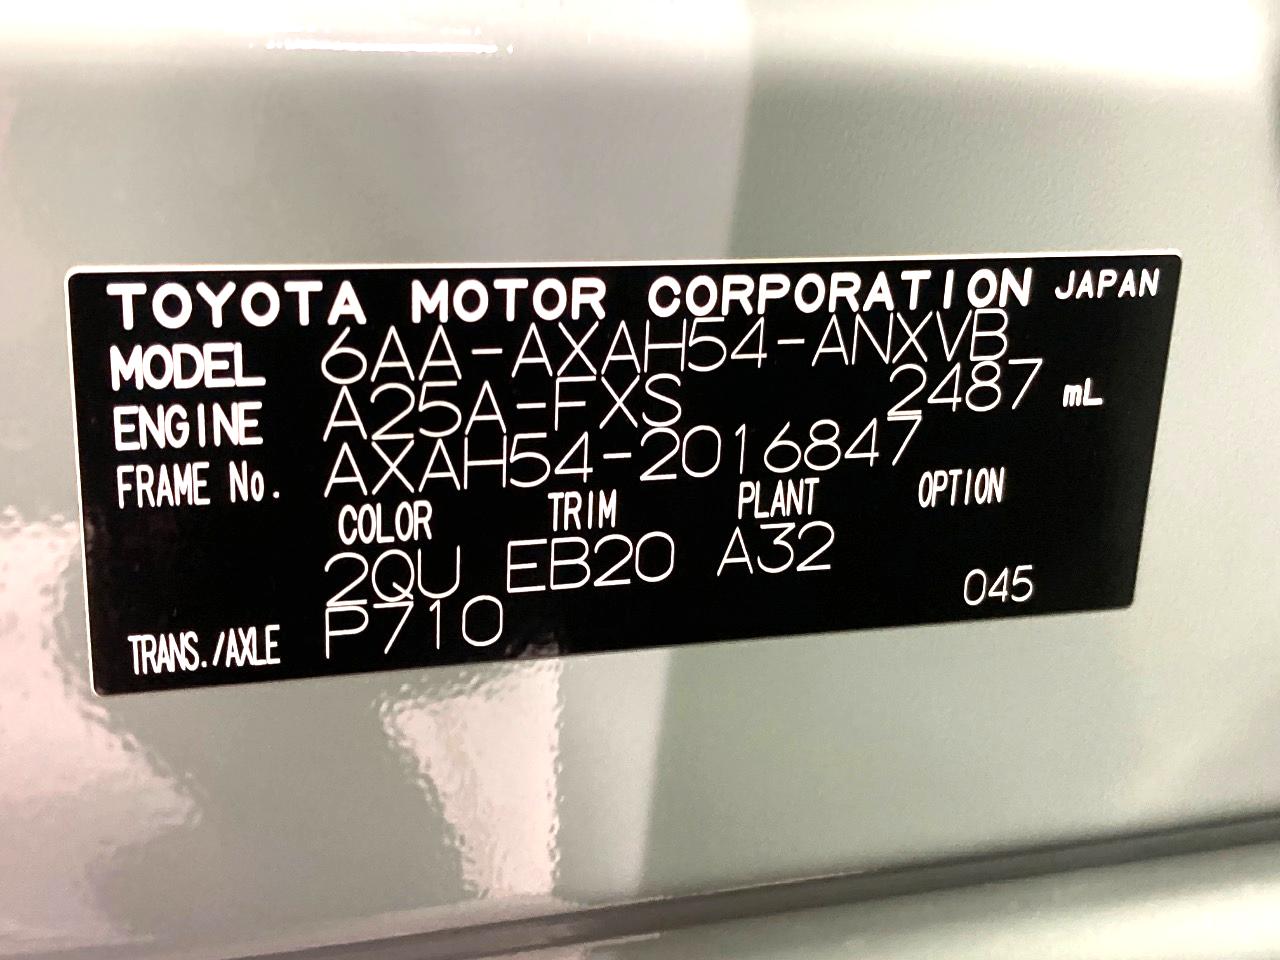 TOYOTA MOTOR CORPORATION JAPAN
MODEL 6AA-AXAH54-ANXVB
ENGINE A25A-FXS 2487 mL
FRAME No. AXAH54-2016847
COLOR TRIM PLANT OPTION
2QU EB20 A32
TRANS./AXLE P710 045